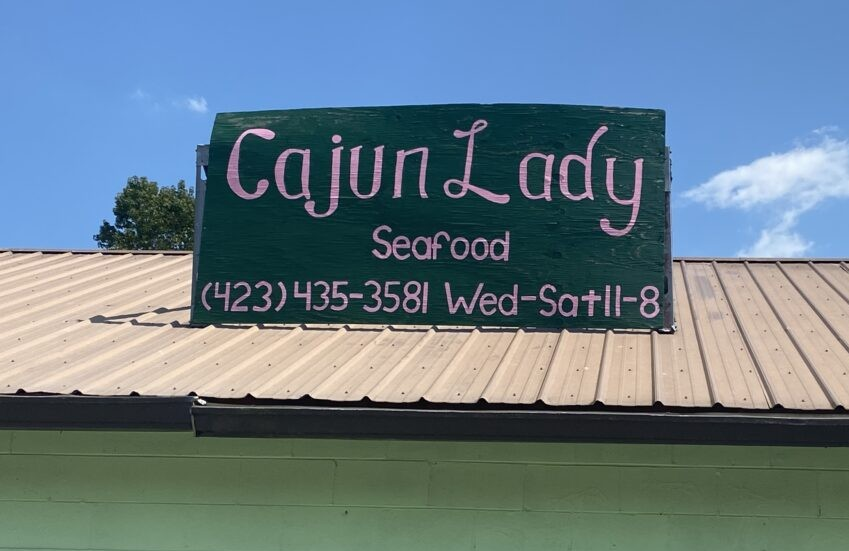 Cajun Lady
Seafood
(423) 435-3581 Wed-Sat 11-8